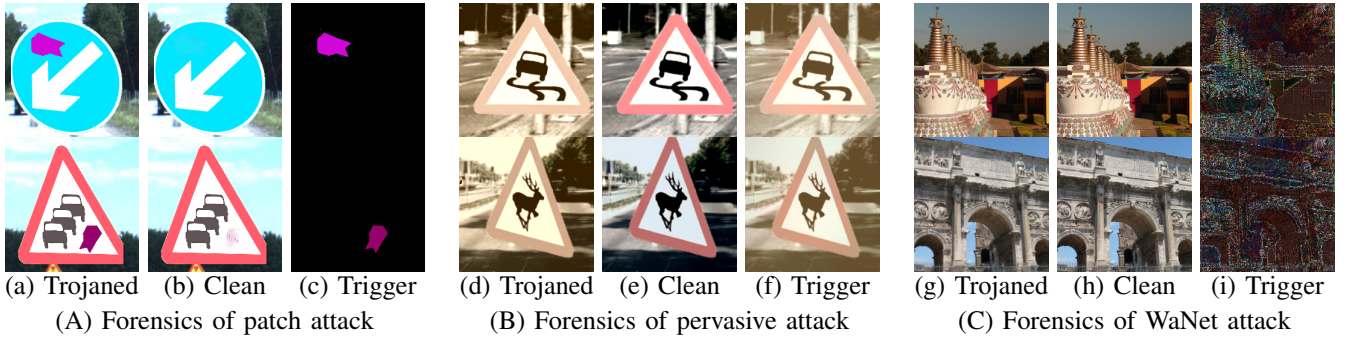 (a) Trojaned (b) Clean (c) Trigger (d) Trojaned (e) Clean (f) Trigger (g) Trojaned (h) Clean (i) Trigger
(A) Forensics of patch attack (B) Forensics of pervasive attack (C) Forensics of WaNet attack